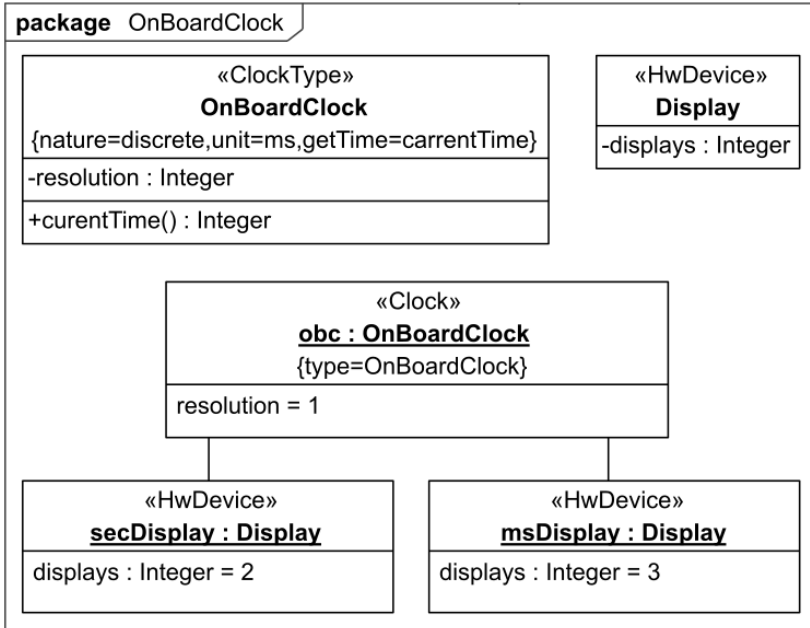 package OnBoardClock
«ClockType»
OnBoardClock
{nature=discrete,unit=ms,getTime=carrentTime}
-resolution : Integer
+curentTime() : Integer
«HwDevice»
Display
-displays : Integer
«Clock»
obc : OnBoardClock
{type=OnBoardClock}
resolution = 1
«HwDevice»
secDisplay : Display
displays : Integer = 2
«HwDevice»
msDisplay : Display
displays : Integer = 3